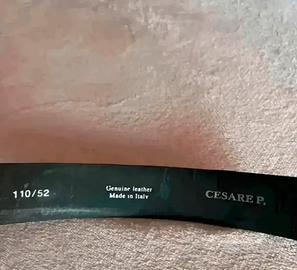 110/52
Genuine leather
Made in Italy
CESARE P.